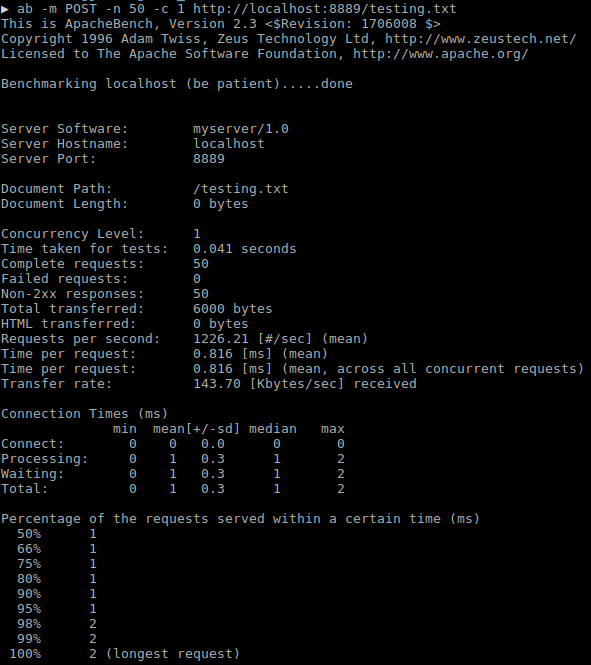 ▶ ab -m POST -n 50 -c 1 http://localhost:8889/testing.txt
This is ApacheBench, Version 2.3 <$Revision: 1706008 $>
Copyright 1996 Adam Twiss, Zeus Technology Ltd, http://www.zeustech.net/
Licensed to The Apache Software Foundation, http://www.apache.org/

Benchmarking localhost (be patient).....done


Server Software:        myserver/1.0
Server Hostname:        localhost
Server Port:            8889

Document Path:          /testing.txt
Document Length:        0 bytes

Concurrency Level:      1
Time taken for tests:   0.041 seconds
Complete requests:      50
Failed requests:        0
Non-2xx responses:      50
Total transferred:      6000 bytes
HTML transferred:       0 bytes
Requests per second:    1226.21 [#/sec] (mean)
Time per request:       0.816 [ms] (mean)
Time per request:       0.816 [ms] (mean, across all concurrent requests)
Transfer rate:          143.70 [Kbytes/sec] received

Connection Times (ms)
              min  mean[+/-sd] median   max
Connect:        0    0   0.0      0       0
Processing:     0    1   0.3      1       2
Waiting:        0    1   0.3      1       2
Total:          0    1   0.3      1       2

Percentage of the requests served within a certain time (ms)
  50%      1
  66%      1
  75%      1
  80%      1
  90%      1
  95%      1
  98%      2
  99%      2
 100%      2 (longest request)